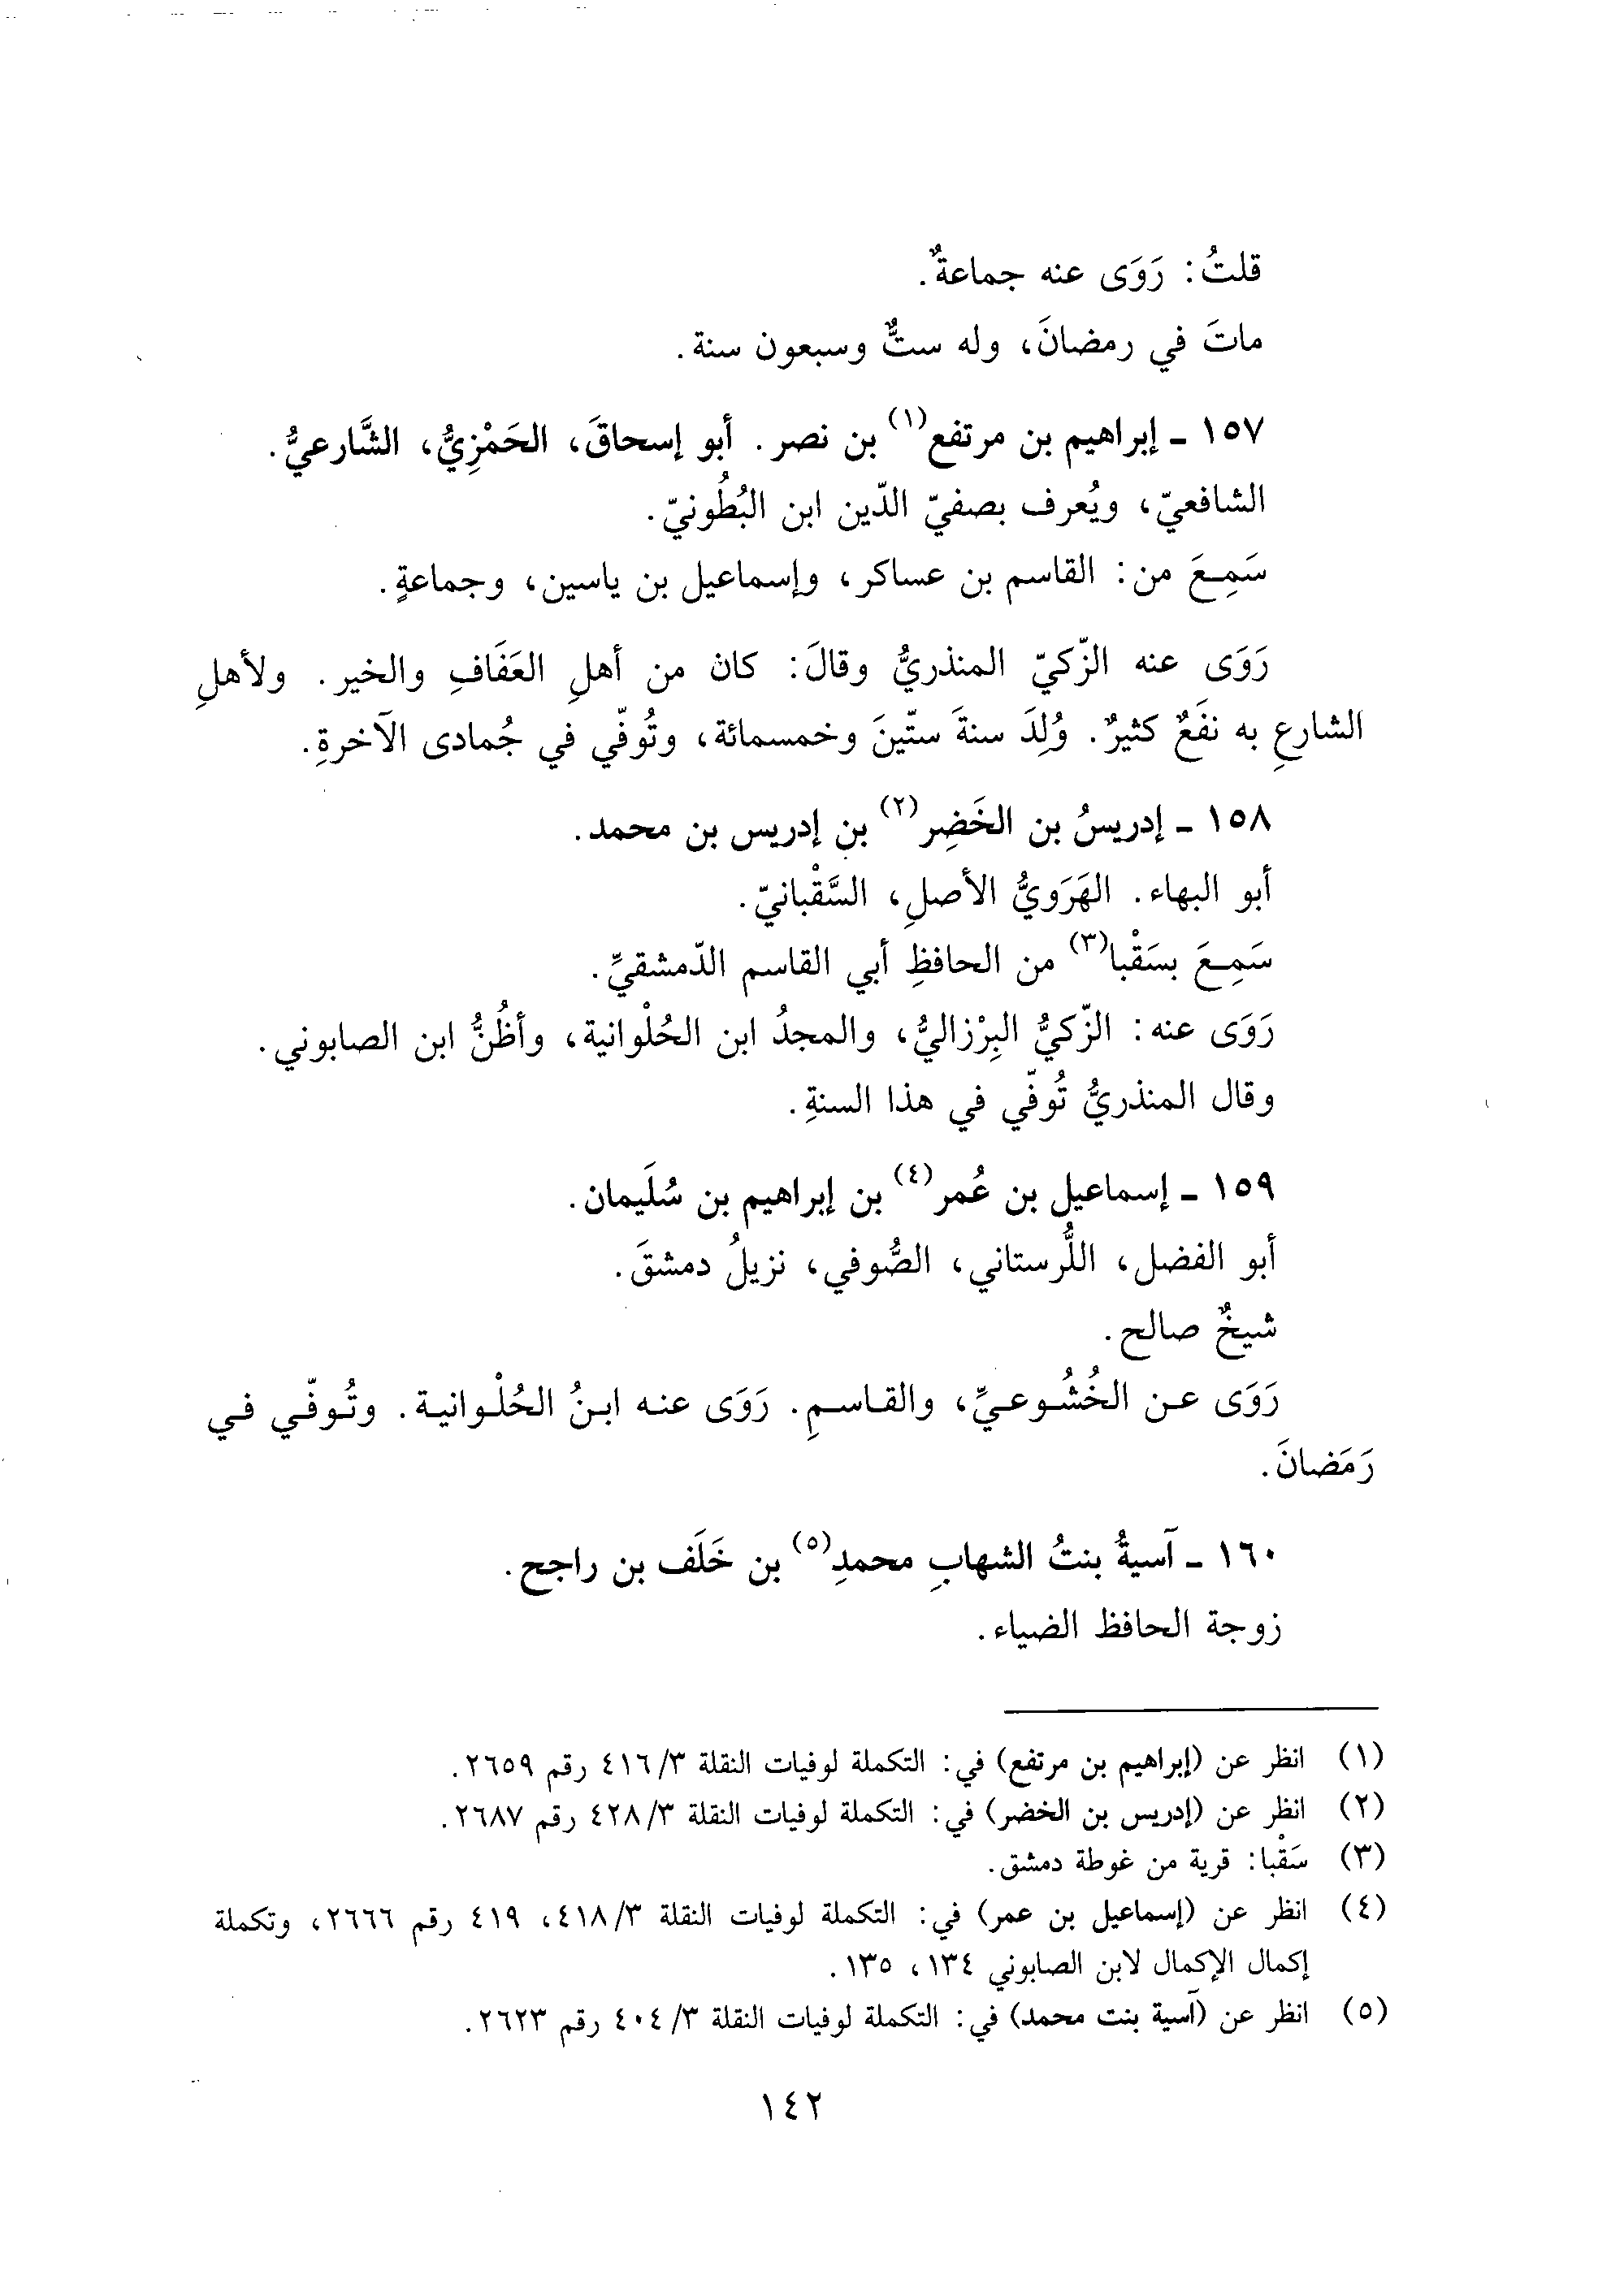 قلتُ: رَوَى عنه جماعةٌ.
ماتَ في رمضانَ، وله ستٌّ وسبعون سنة.
١٥٧ ـ إبراهيم بن مرتفع(١) بن نصر. أبو إسحاقَ، الحَمْزِيُّ، الشَّارعيُّ.
الشافعيّ، ويُعرف بصفيّ الدّين ابن البُطُونيّ.
سَمِعَ من: القاسم بن عساكر، وإسماعيل بن ياسين، وجماعةٍ.
رَوَى عنه الزّكيّ المنذريُّ وقالَ: كان من أهلِ العَفَافِ والخير. ولأهلِ
الشارعِ به نفَعٌ كثيرٌ. وُلِدَ سنةَ ستّينَ وخمسمائة، وتُوفّي في جُمادى الآخرةِ.
١٥٨ ـ إدريسُ بن الخَضِر(٢) بن إدريس بن محمد.
أبو البهاء. الهَرَويُّ الأصلِ، السَّقْبانيّ.
سَمِعَ بسَقْبا(٣) من الحافظِ أبي القاسم الدّمشقيِّ.
رَوَى عنه: الزّكيُّ البِرْزاليُّ، والمجدُ ابن الحُلْوانية، وأظُنُّ ابن الصابوني.
وقال المنذريُّ تُوفّي في هذا السنةِ.
١٥٩ ـ إسماعيل بن عُمر(٤) بن إبراهيم بن سُلَيمان.
أبو الفضل، اللُّرستاني، الصُّوفي، نزيلُ دمشقَ.
شيخٌ صالح.
رَوَى عن الخُشُوعيِّ، والقاسمِ. رَوَى عنه ابنُ الحُلْوانية. وتُوفّي في
رَمَضانَ.
١٦٠ ـ آسيةُ بنتُ الشهابِ محمدِ(٥) بن خَلَف بن راجح.
زوجة الحافظ الضياء.
(١) انظر عن (إبراهيم بن مرتفع) في: التكملة لوفيات النقلة ٣/ ٤١٦ رقم ٢٦٥٩.
(٢) انظر عن (إدريس بن الخضر) في: التكملة لوفيات النقلة ٣/ ٤٢٨ رقم ٢٦٨٧.
(٣) سَقْبا: قرية من غوطة دمشق.
(٤) انظر عن (إسماعيل بن عمر) في: التكملة لوفيات النقلة ٣/ ٤١٨، ٤١٩ رقم ٢٦٦٦، وتكملة
إكمال الإكمال لابن الصابوني ١٣٤، ١٣٥.
(٥) انظر عن (آسية بنت محمد) في: التكملة لوفيات النقلة ٣/ ٤٠٤ رقم ٢٦٢٣.
١٤٢